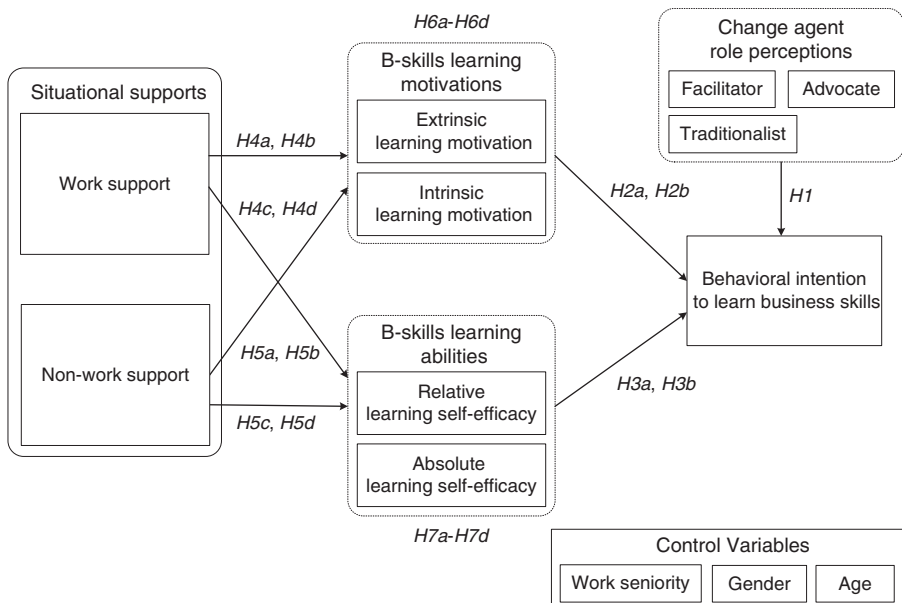 Situational supports
Work support
Non-work support
H4a, H4b
H4c, H4d
H5a, H5b
H5c, H5d
H6a-H6d
B-skills learning
motivations
Extrinsic
learning motivation
Intrinsic
learning motivation
B-skills learning
abilities
Relative
learning self-efficacy
Absolute
learning self-efficacy
H7a-H7d
H2a, H2b
H3a, H3b
Change agent
role perceptions
Facilitator
Advocate
Traditionalist
H1
Behavioral intention
to learn business skills
Control Variables
Work seniority
Gender
Age